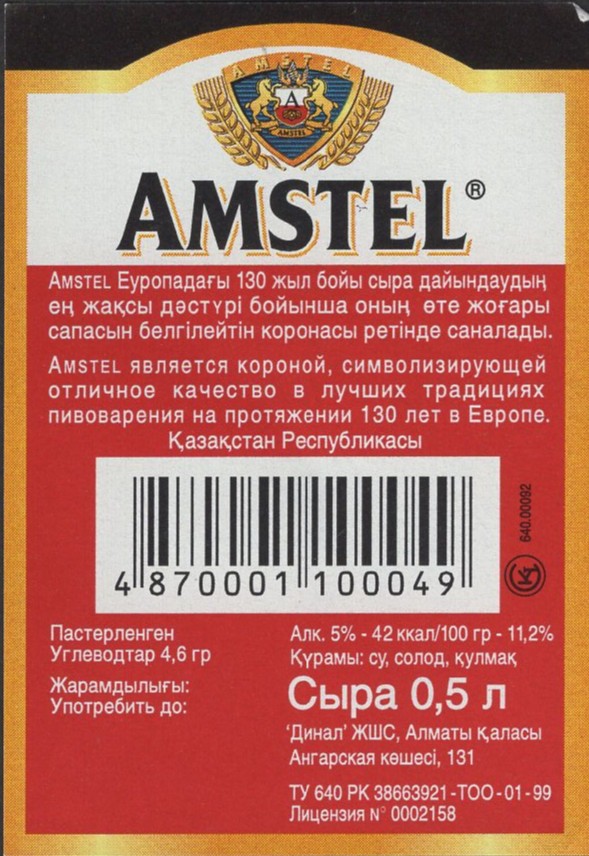 AMSTEL
A
AMSTEL
AMSTEL®
AMSTEL Еуропадағы 130 жыл бойы сыра дайындаудың
ең жақсы дәстүрі бойынша оның өте жоғары
сапасын белгілейтін коронасы ретінде саналады.
AMSTEL является короной, символизирующей
отличное качество в лучших традициях
пивоварения на протяжении 130 лет в Европе.
Қазақстан Республикасы
640.00092
4 870001 100049
Пастерленген
Углеводтар 4,6 гр
Жарамдылығы:
Употребить до:
Алк. 5% - 42 ккал/100 гр - 11,2%
Құрамы: су, солод, қулмақ
Сыра 0,5 л
'Динал' ЖШС, Алматы қаласы
Ангарская көшесі, 131
ТУ 640 РК 38663921-ТОО-01-99
Лицензия N° 0002158